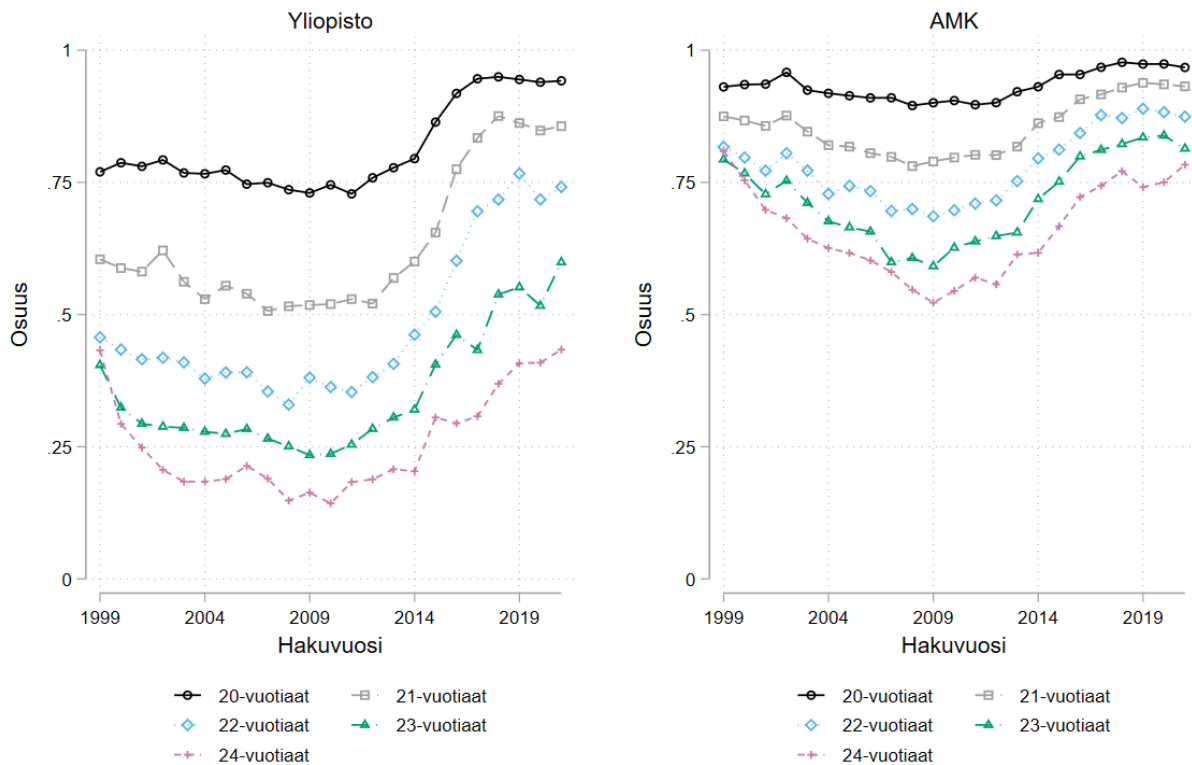 Yliopisto
1
.75
.5
.25
0
Osuus
1999 2004 2009 2014 2019
Hakuvuosi
20-vuotiaat 21-vuotiaat
22-vuotiaat 23-vuotiaat
24-vuotiaat
AMK
1
.75
.5
.25
0
Osuus
1999 2004 2009 2014 2019
Hakuvuosi
20-vuotiaat 21-vuotiaat
22-vuotiaat 23-vuotiaat
24-vuotiaat